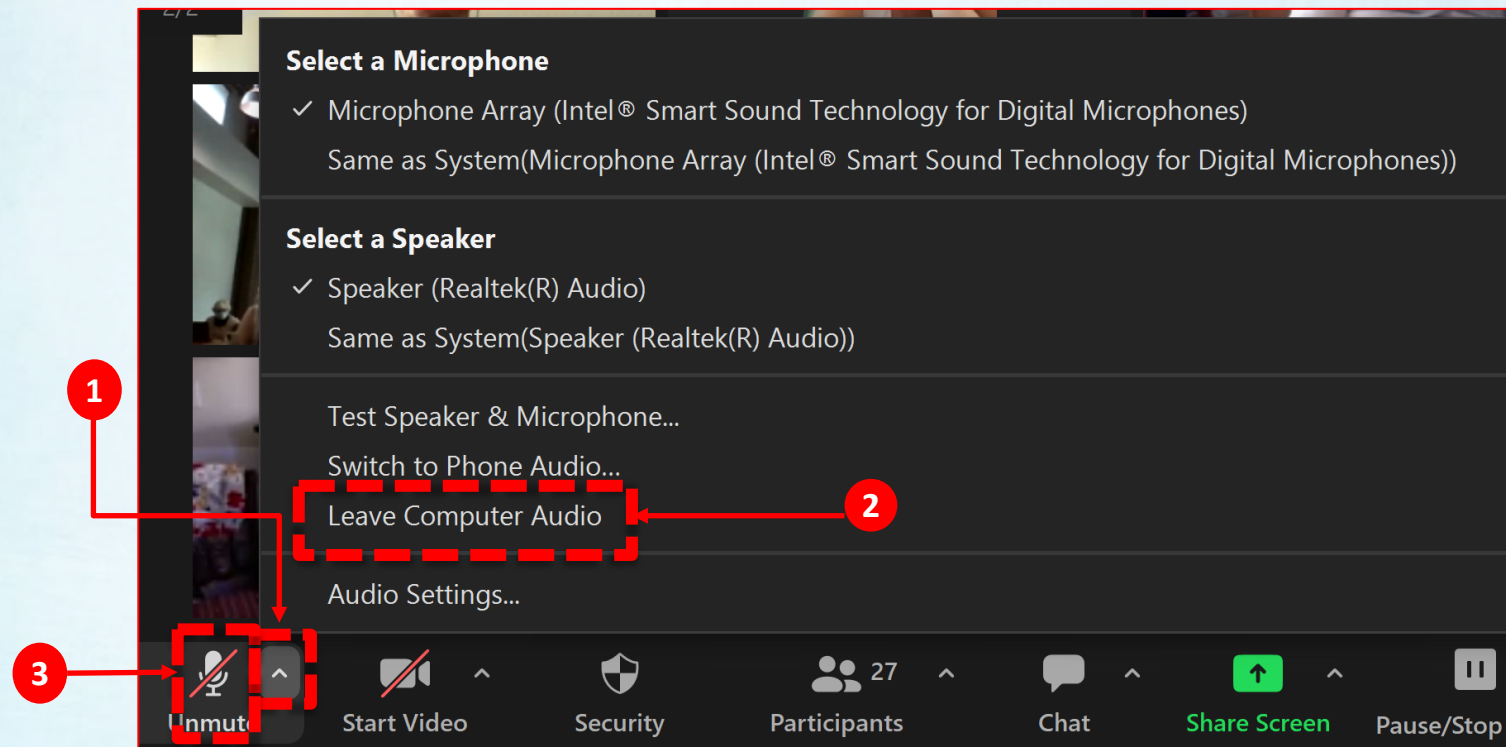 2/2
Select a Microphone
✓ Microphone Array (Intel® Smart Sound Technology for Digital Microphones)
Same as System(Microphone Array (Intel® Smart Sound Technology for Digital Microphones))
Select a Speaker
✓ Speaker (Realtek(R) Audio)
Same as System(Speaker (Realtek(R) Audio))
1
Test Speaker & Microphone...
Switch to Phone Audio...
Leave Computer Audio
2
Audio Settings...
3
27
Unmute
Start Video
Security
Participants
Chat
Share Screen
Pause/Stop